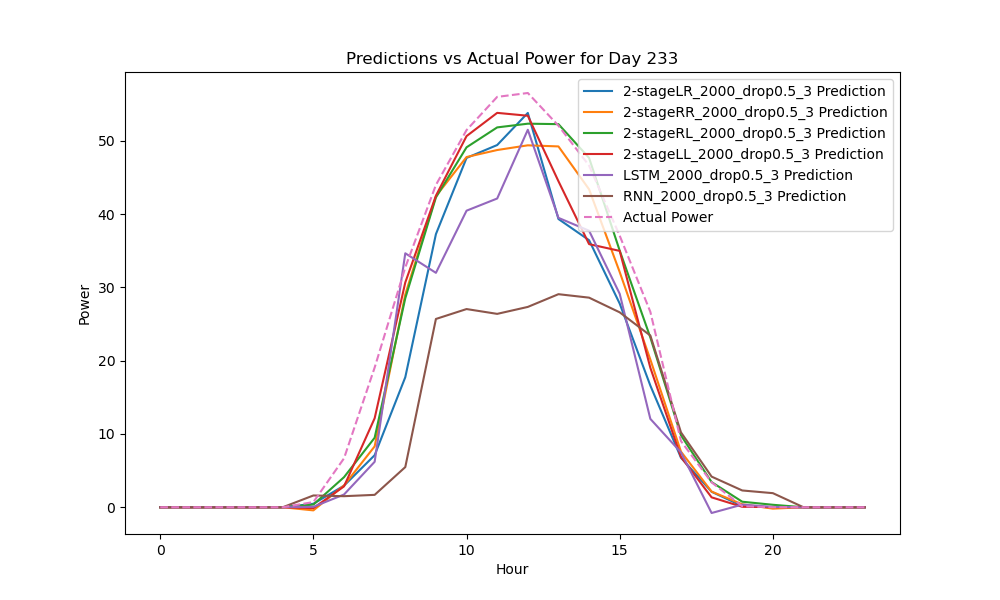 Predictions vs Actual Power for Day 233
2-stageLR_2000_drop0.5_3 Prediction
2-stageRR_2000_drop0.5_3 Prediction
2-stageRL_2000_drop0.5_3 Prediction
2-stageLL_2000_drop0.5_3 Prediction
LSTM_2000_drop0.5_3 Prediction
RNN_2000_drop0.5_3 Prediction
Actual Power
Power
50
40
30
20
10
0
0 5 10 15 20
Hour